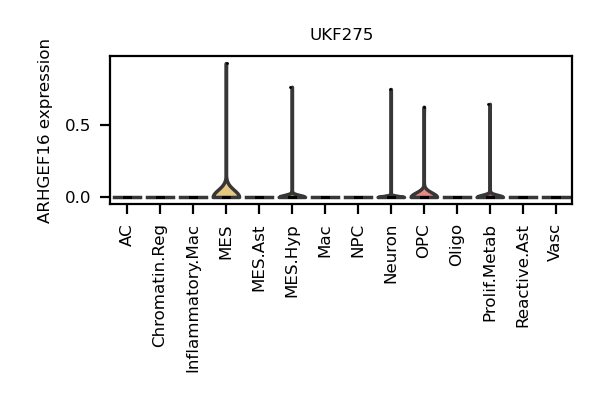 UKF275
ARHGEF16 expression
0.5
0.0
AC
Chromatin.Reg
Inflammatory.Mac
MES
MES.Ast
MES.Hyp
Mac
NPC
Neuron
OPC
Oligo
Prolif.Metab
Reactive.Ast
Vasc